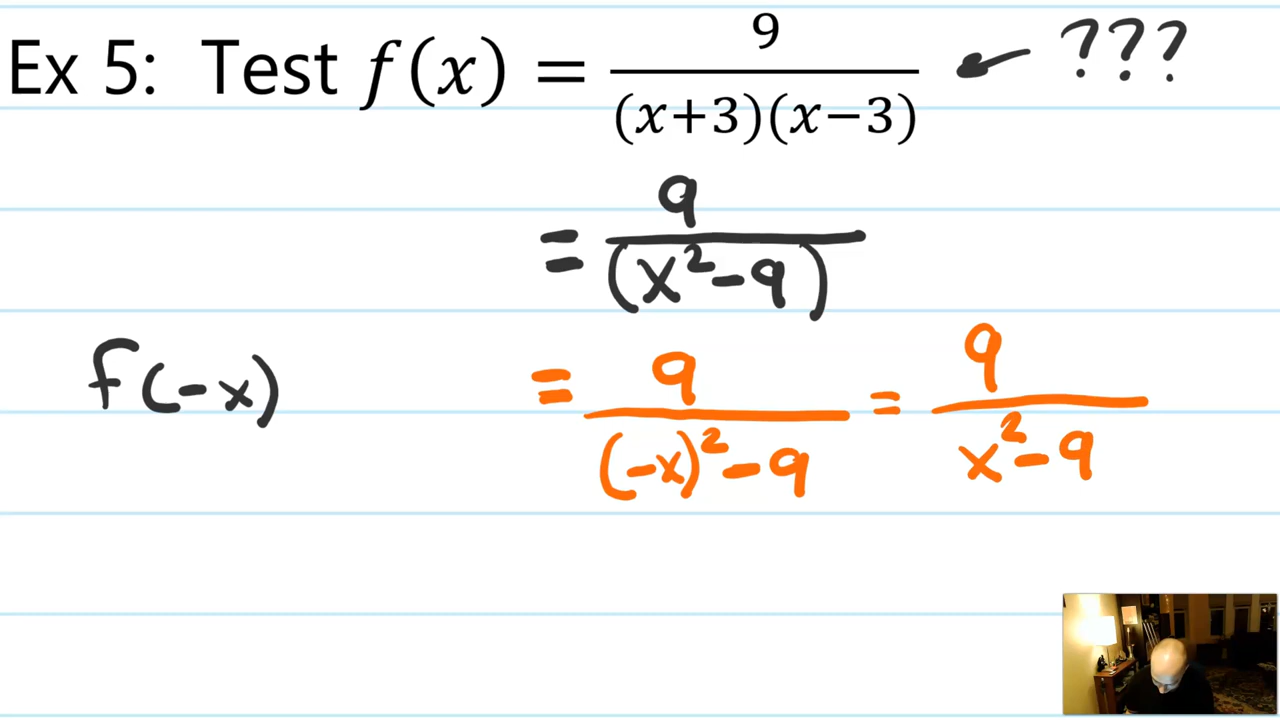 Ex 5: Test f(x) = 9/((x+3)(x−3)) ???
= 9/(x²-9)
f(-x) = 9/((-x)²-9) = 9/(x²-9)